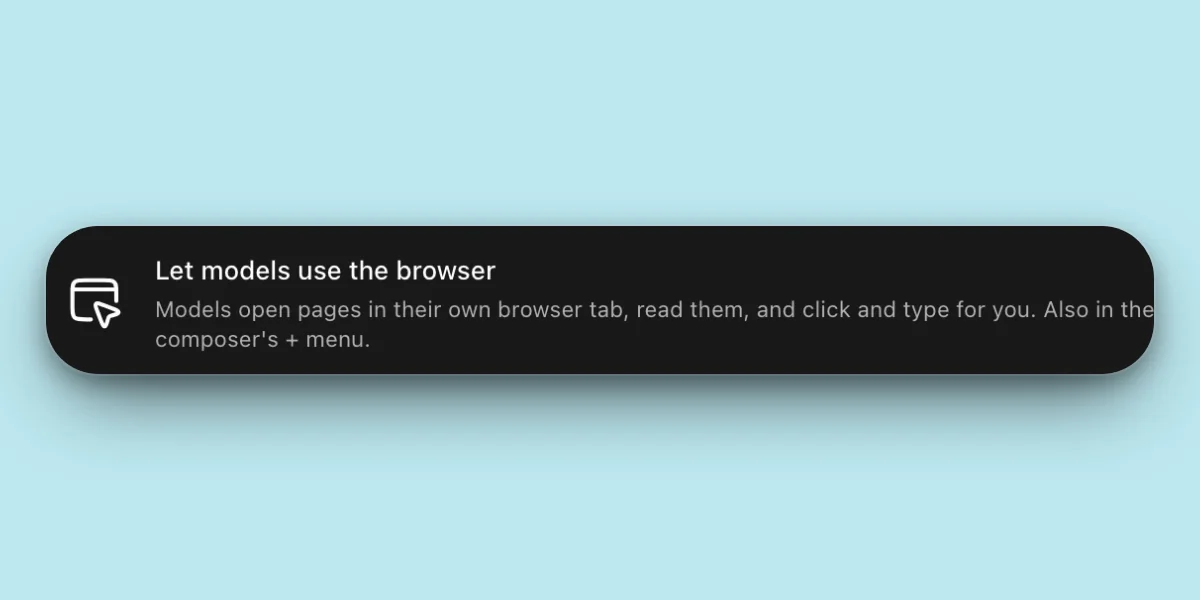 Let models use the browser
Models open pages in their own browser tab, read them, and click and type for you. Also in the
composer's + menu.